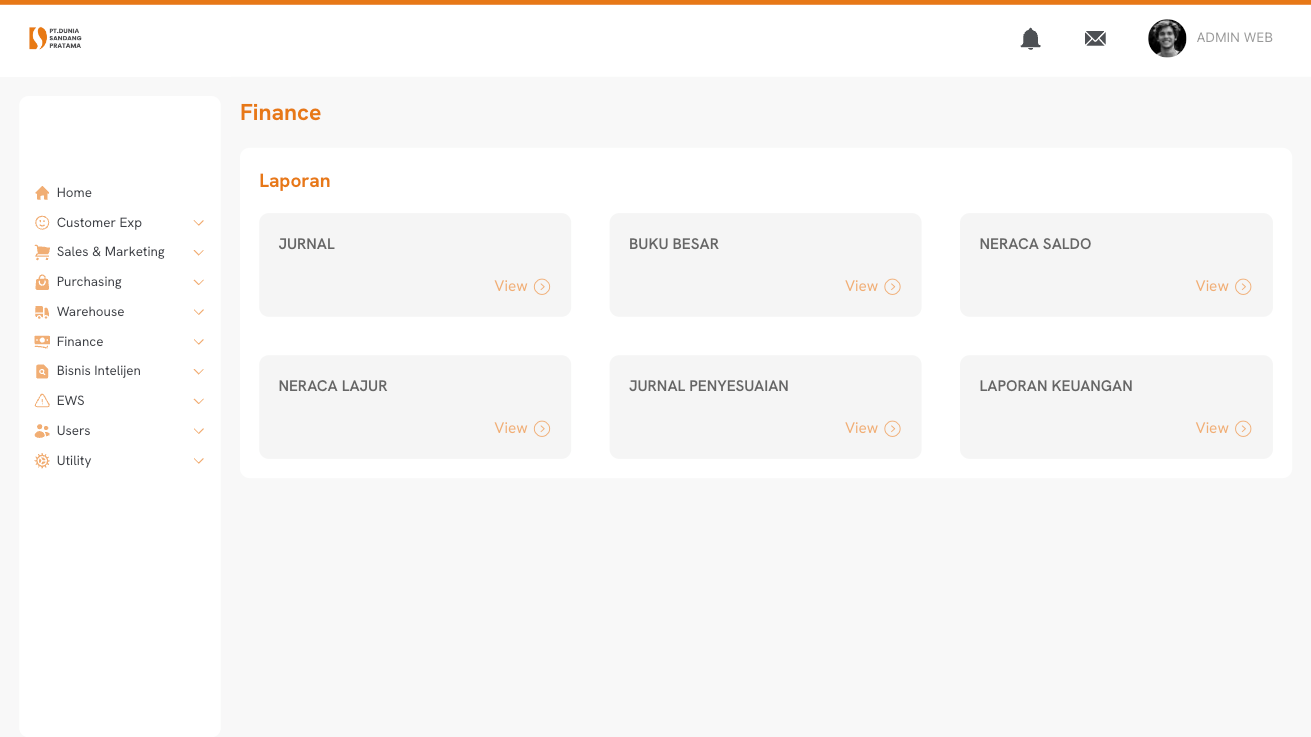 PT.DUNIA
SANDANG
PRATAMA
ADMIN WEB
Finance
Home
Customer Exp
Sales & Marketing
Purchasing
Warehouse
Finance
Bisnis Intelijen
EWS
Users
Utility
Laporan
JURNAL
View
BUKU BESAR
View
NERACA SALDO
View
NERACA LAJUR
View
JURNAL PENYESUAIAN
View
LAPORAN KEUANGAN
View